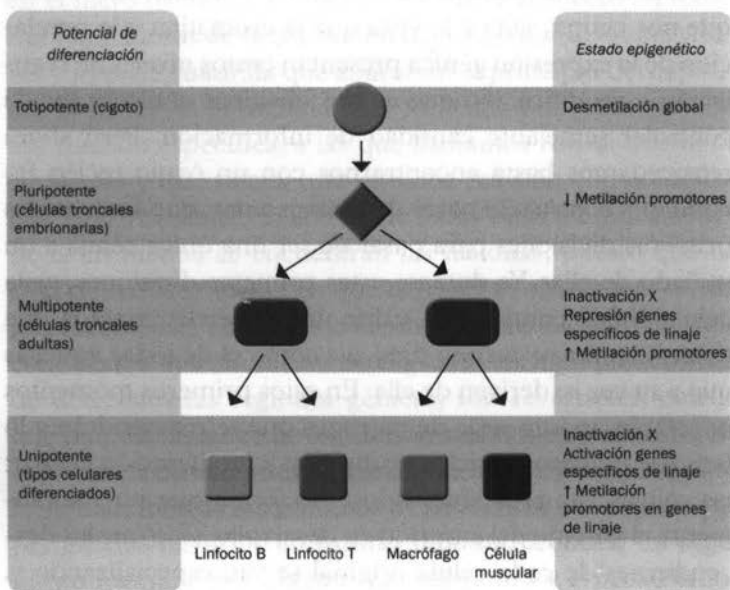 Potencial de
diferenciación
Estado epigenético
Totipotente (cigoto)
Desmetilación global
Pluripotente
(células troncales
embrionarias)
↓ Metilación promotores
Multipotente
(células troncales
adultas)
Inactivación X
Represión genes
específicos de linaje
↑ Metilación promotores
Unipotente
(tipos celulares
diferenciados)
Inactivación X
Activación genes
específicos de linaje
↑ Metilación
promotores en genes
de linaje
Linfocito B
Linfocito T
Macrófago
Célula
muscular